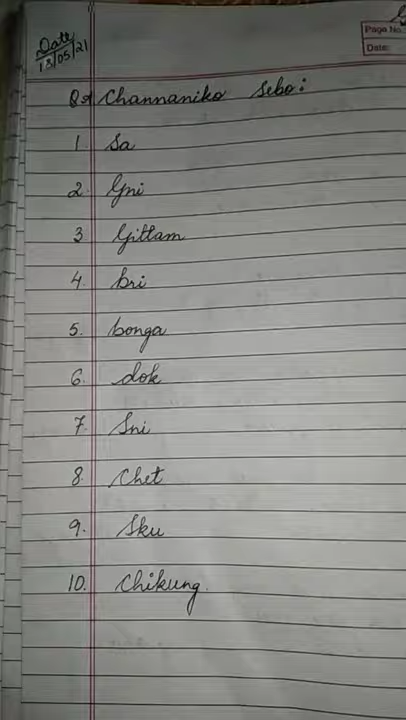 Date
13/05/21
Page No.
Date:
Q1 Channaniko Sebo:
1. Sa
2. Gni
3 Gittam
4. bri
5. bonga
6. dok
7. Sni
8. Chet
9. Sku
10. Chikung.